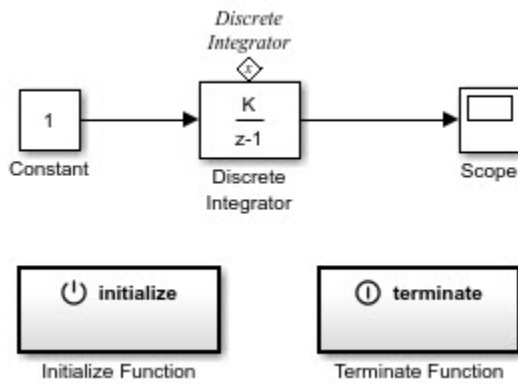 Discrete
Integrator
x
1
K
z-1
Constant
Discrete
Integrator
Scope
initialize
terminate
Initialize Function
Terminate Function